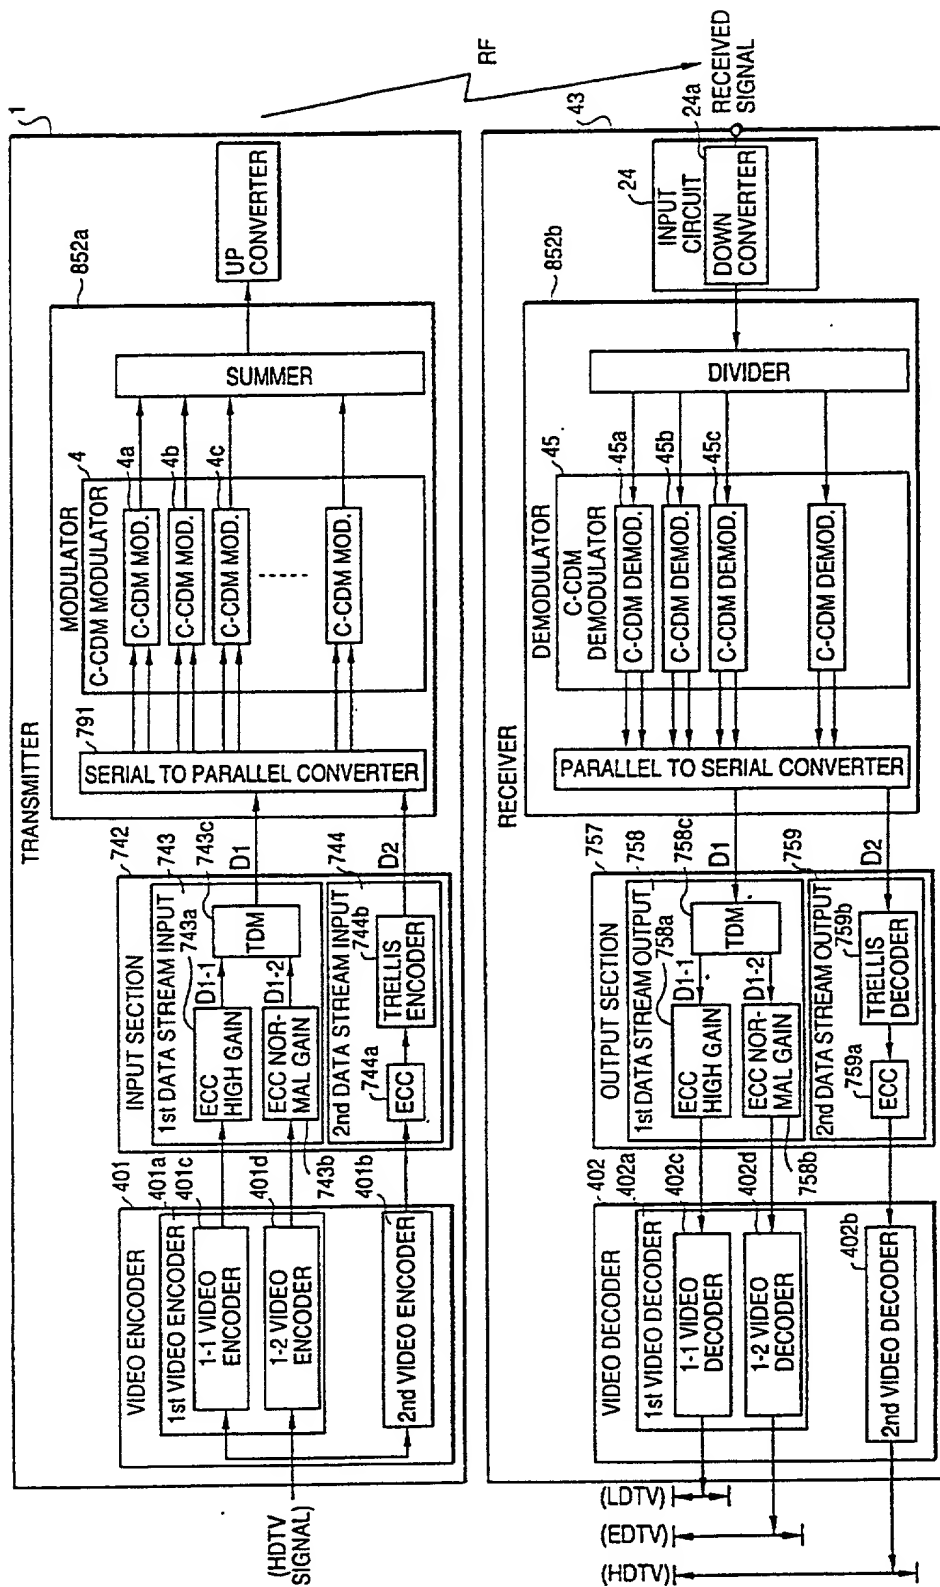 TRANSMITTER
1
(HDTV
SIGNAL)
VIDEO ENCODER
401
1st VIDEO ENCODER
401a
401c
1-1 VIDEO
ENCODER
401d
1-2 VIDEO
ENCODER
401b
2nd VIDEO ENCODER
INPUT SECTION
742
1st DATA STREAM INPUT
743
743a
743c
ECC
HIGH GAIN
D1-1
TDM
D1-2
ECC NOR-
MAL GAIN
743b
2nd DATA STREAM INPUT
744
744a
744b
ECC
TRELLIS
ENCODER
D1
D2
791
SERIAL TO PARALLEL CONVERTER
MODULATOR
C-CDM MODULATOR
4
4a
C-CDM MOD.
4b
C-CDM MOD.
4c
C-CDM MOD.
C-CDM MOD.
SUMMER
852a
UP
CONVERTER
RF
RECEIVER
43
RECEIVED
SIGNAL
24
INPUT
CIRCUIT
24a
DOWN
CONVERTER
852b
DIVIDER
DEMODULATOR
C-CDM
DEMODULATOR
45
45a
C-CDM DEMOD.
45b
C-CDM DEMOD.
45c
C-CDM DEMOD.
C-CDM DEMOD.
PARALLEL TO SERIAL CONVERTER
D1
D2
OUTPUT SECTION
757
1st DATA STREAM OUTPUT
758
758a
758c
ECC
HIGH GAIN
D1-1
TDM
D1-2
ECC NOR-
MAL GAIN
758b
2nd DATA STREAM OUTPUT
759
759a
759b
ECC
TRELLIS
DECODER
VIDEO DECODER
402
1st VIDEO DECODER
402a
402c
1-1 VIDEO
DECODER
402d
1-2 VIDEO
DECODER
402b
2nd VIDEO DECODER
(LDTV)
(EDTV)
(HDTV)